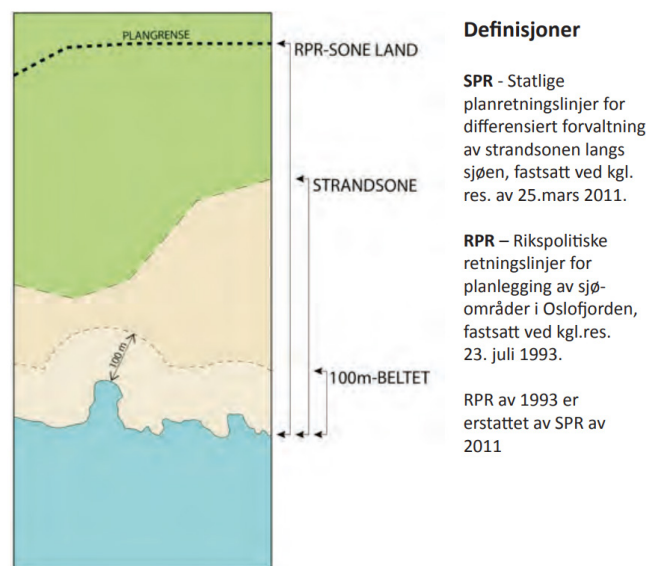 PLANGRENSE
RPR-SONE LAND
STRANDSONE
100 m
100m-BELTET
Definisjoner
SPR - Statlige
planretningslinjer for
differensiert forvaltning
av strandsonen langs
sjøen, fastsatt ved kgl.
res. av 25.mars 2011.
RPR – Rikspolitiske
retningslinjer for
planlegging av sjø-
områder i Oslofjorden,
fastsatt ved kgl.res.
23. juli 1993.
RPR av 1993 er
erstattet av SPR av
2011